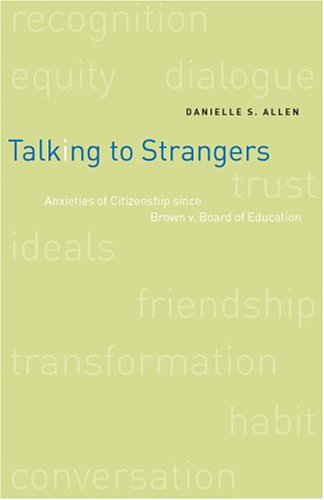 recognition
equity dialogue
DANIELLE S. ALLEN
Talking to Strangers
trust
Anxieties of Citizenship since
Brown v. Board of Education
ideals
friendship
transformation
habit
conversation